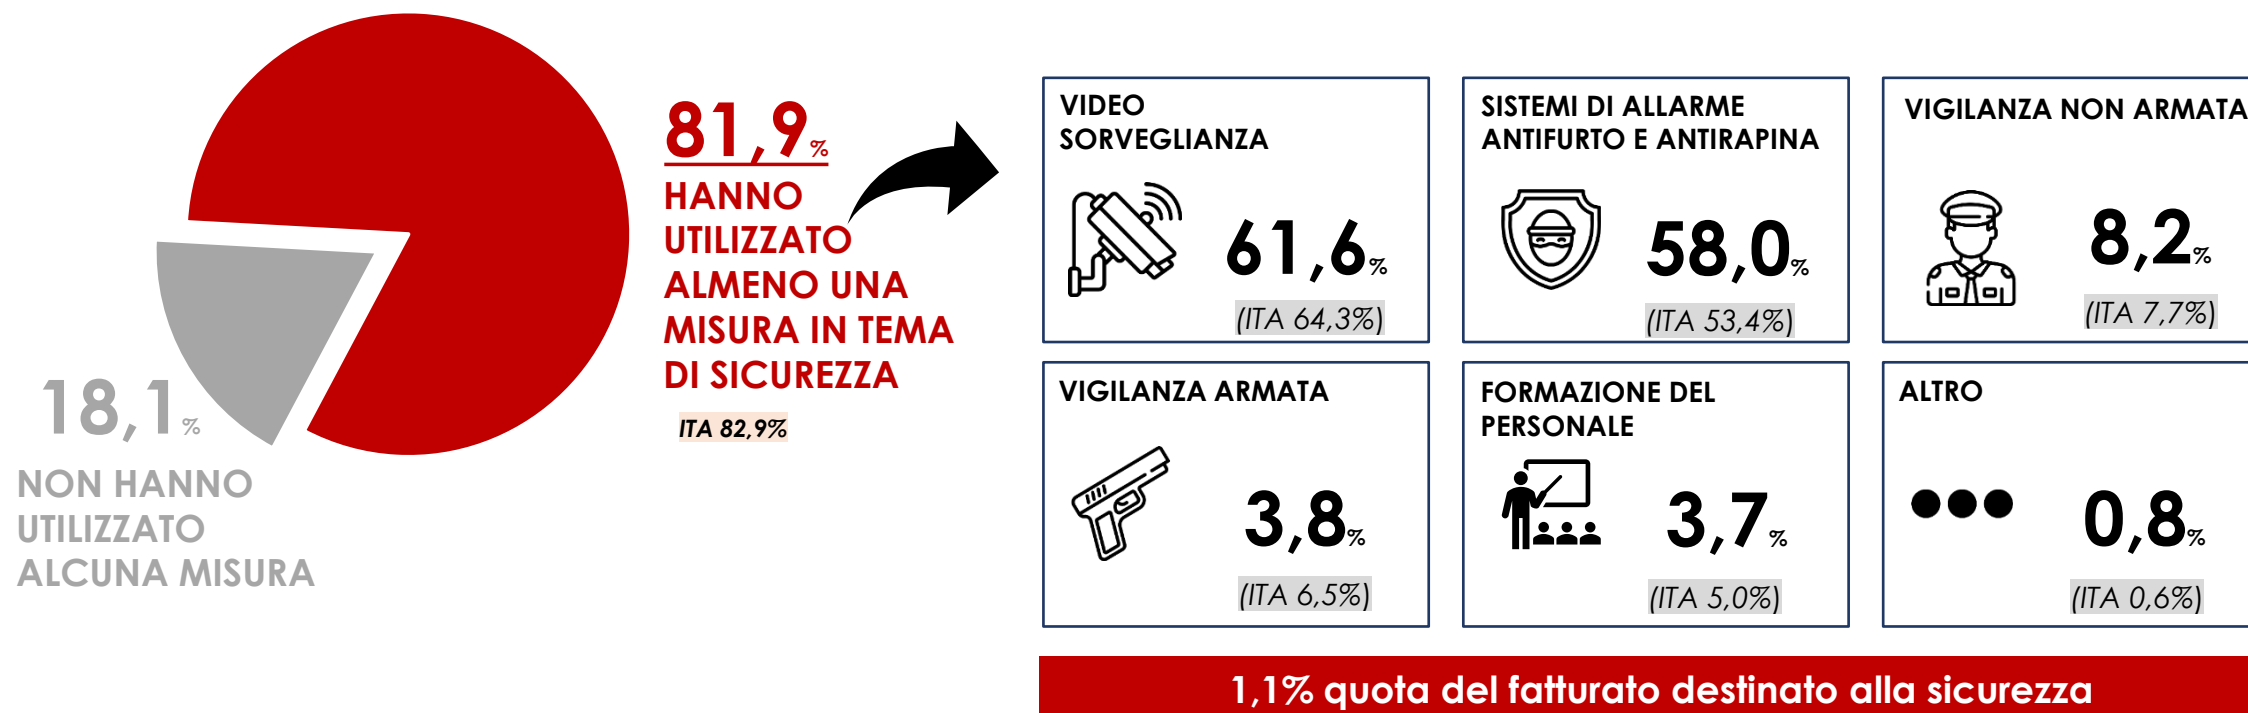 81,9%
HANNO
UTILIZZATO
ALMENO UNA
MISURA IN TEMA
DI SICUREZZA
ITA 82,9%
18,1%
NON HANNO
UTILIZZATO
ALCUNA MISURA
VIDEO
SORVEGLIANZA
61,6%
(ITA 64,3%)
SISTEMI DI ALLARME
ANTIFURTO E ANTIRAPINA
58,0%
(ITA 53,4%)
VIGILANZA NON ARMATA
8,2%
(ITA 7,7%)
VIGILANZA ARMATA
3,8%
(ITA 6,5%)
FORMAZIONE DEL
PERSONALE
3,7%
(ITA 5,0%)
ALTRO
0,8%
(ITA 0,6%)
1,1% quota del fatturato destinato alla sicurezza